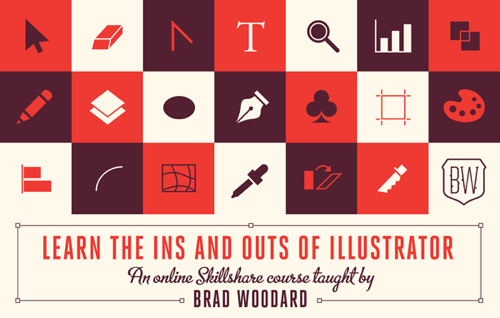 T
BW
LEARN THE INS AND OUTS OF ILLUSTRATOR
An online Skillshare course taught by
BRAD WOODARD